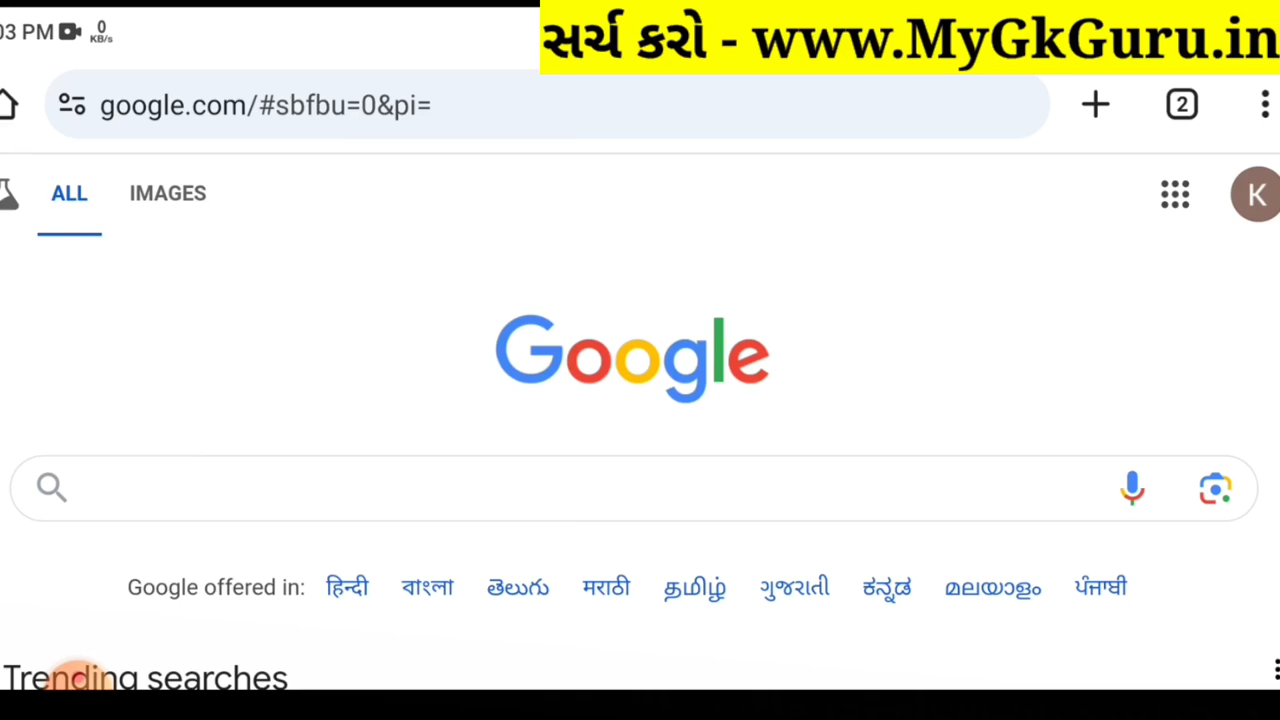 03 PM 0 KB/s
સર્ચ કરો - www.MyGkGuru.in
google.com/#sbfbu=0&pi=
2
ALL IMAGES
K
Google
Google offered in: हिन्दी বাংলা తెలుగు मराठी தமிழ் ગુજરાતી ಕನ್ನಡ മലയാളം ਪੰਜਾਬੀ
Trending searches